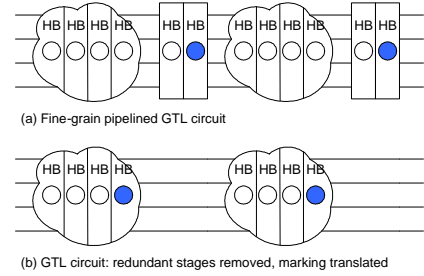 HB HB HB HB HB HB HB HB HB HB HB HB
(a) Fine-grain pipelined GTL circuit
HB HB HB HB HB HB HB HB
(b) GTL circuit: redundant stages removed, marking translated